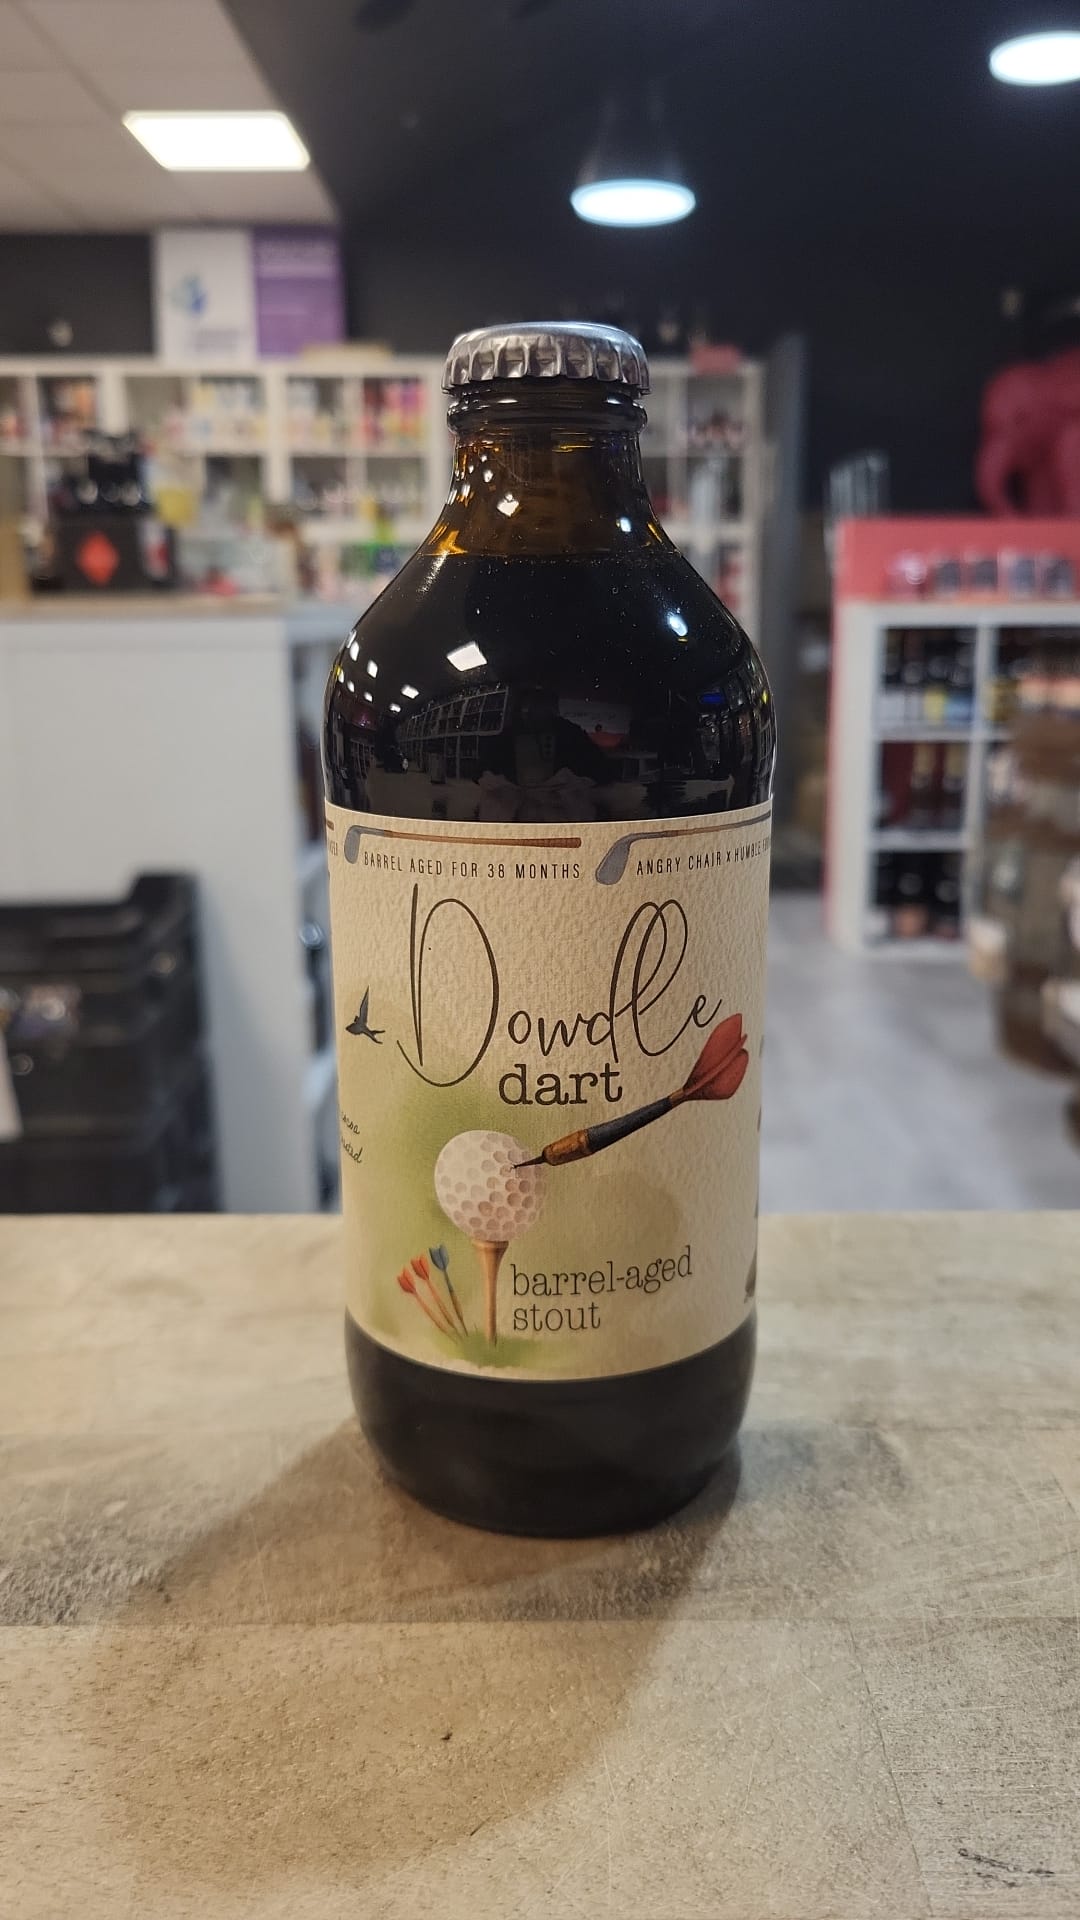 BARREL AGED FOR 38 MONTHS
ANGRY CHAIR X HUMBLE
Dowdle
dart
barrel-aged
stout